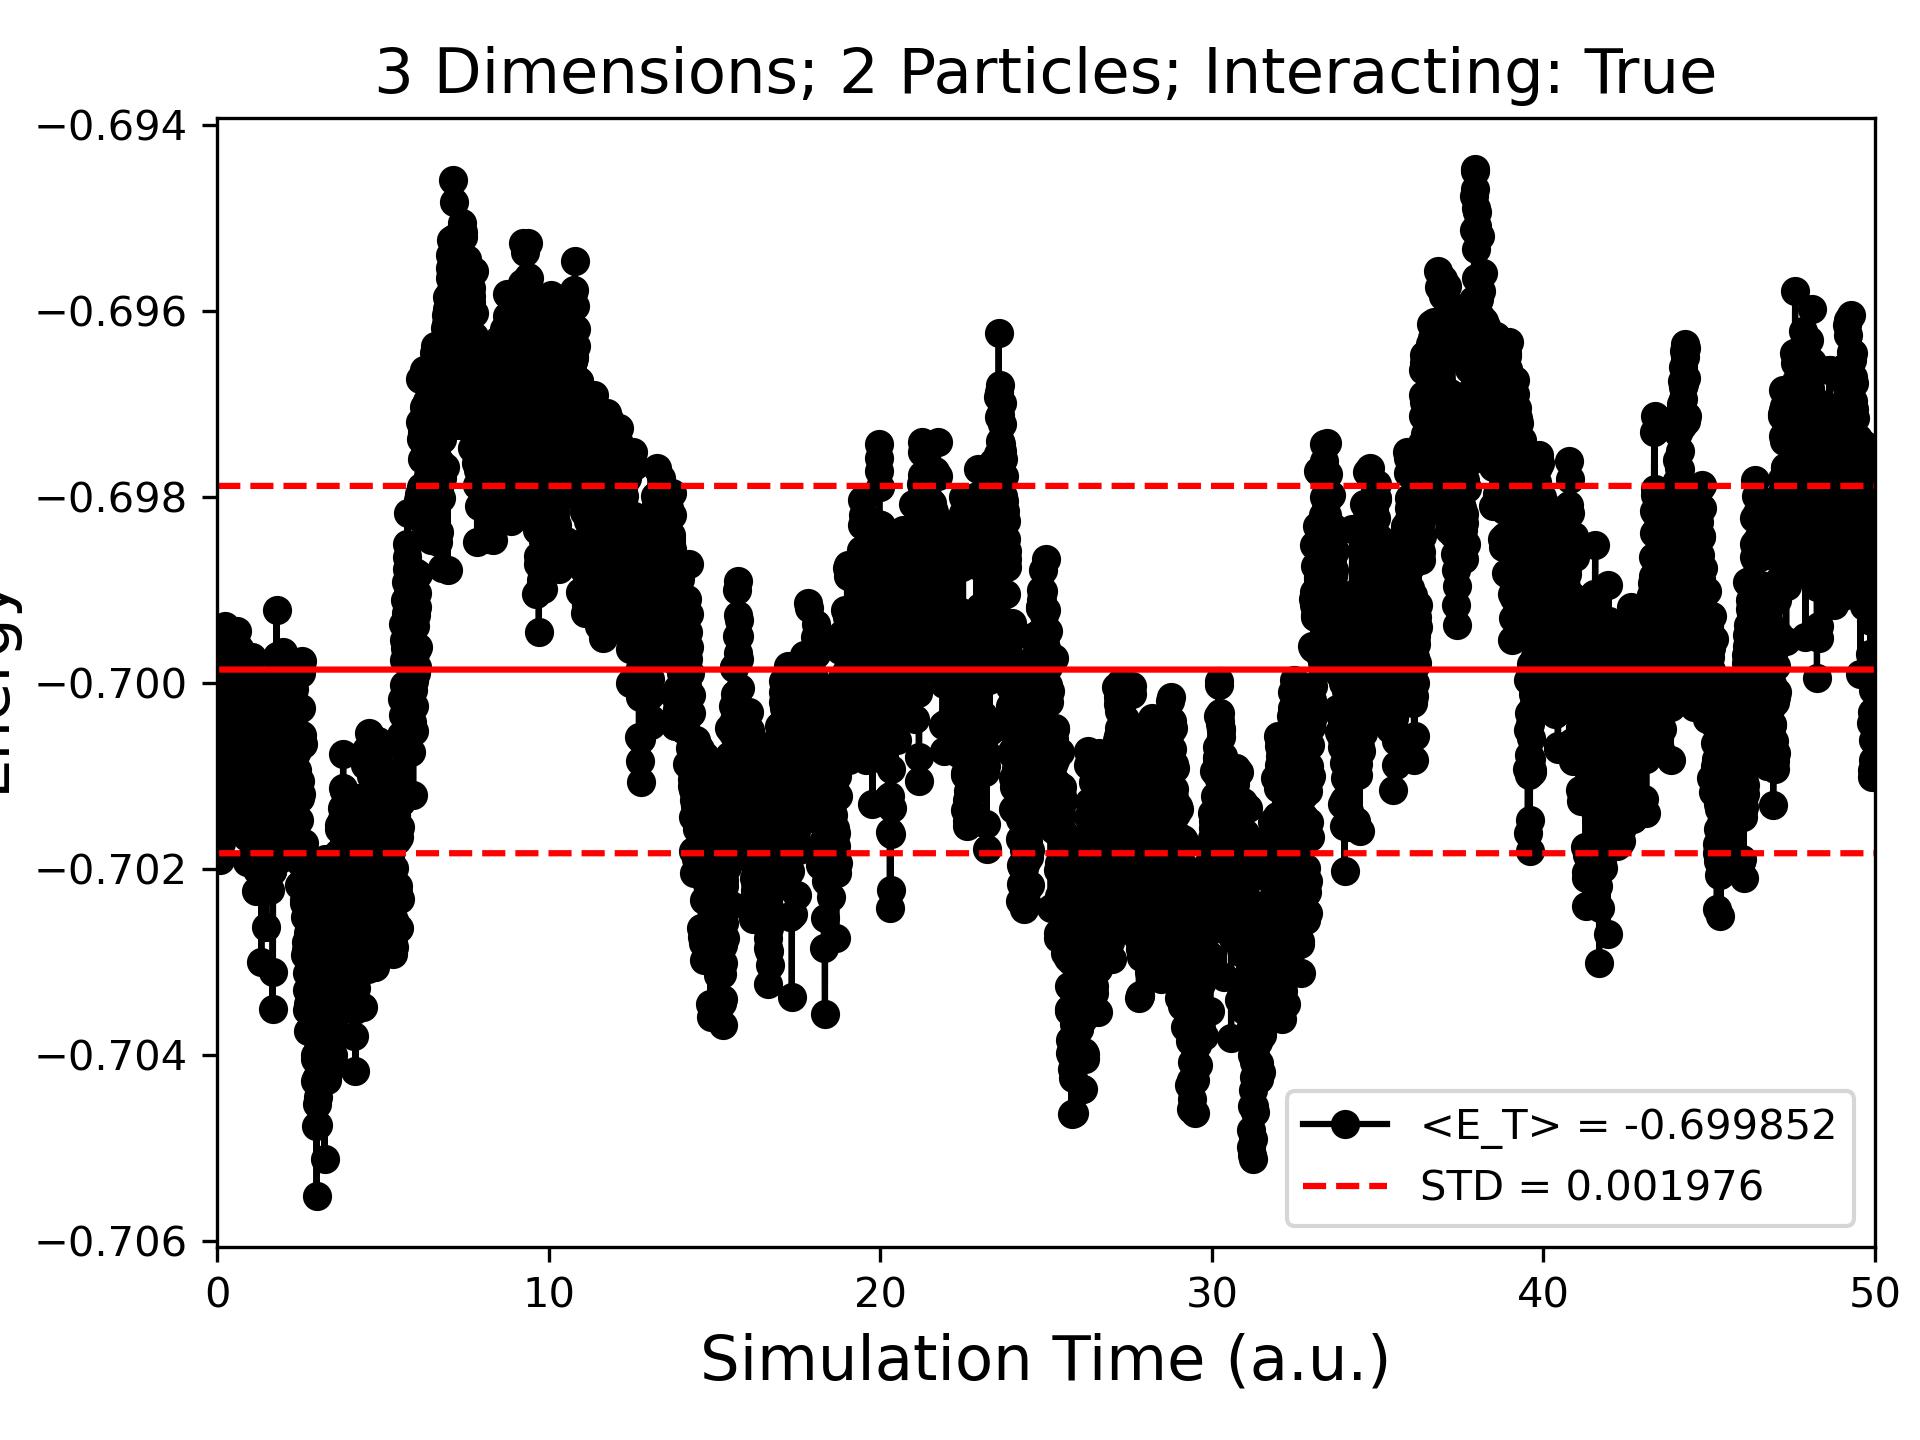 3 Dimensions; 2 Particles; Interacting: True
−0.694
−0.696
−0.698
−0.700
−0.702
−0.704
−0.706
Energy
<E_T> = -0.699852
STD = 0.001976
0 10 20 30 40 50
Simulation Time (a.u.)